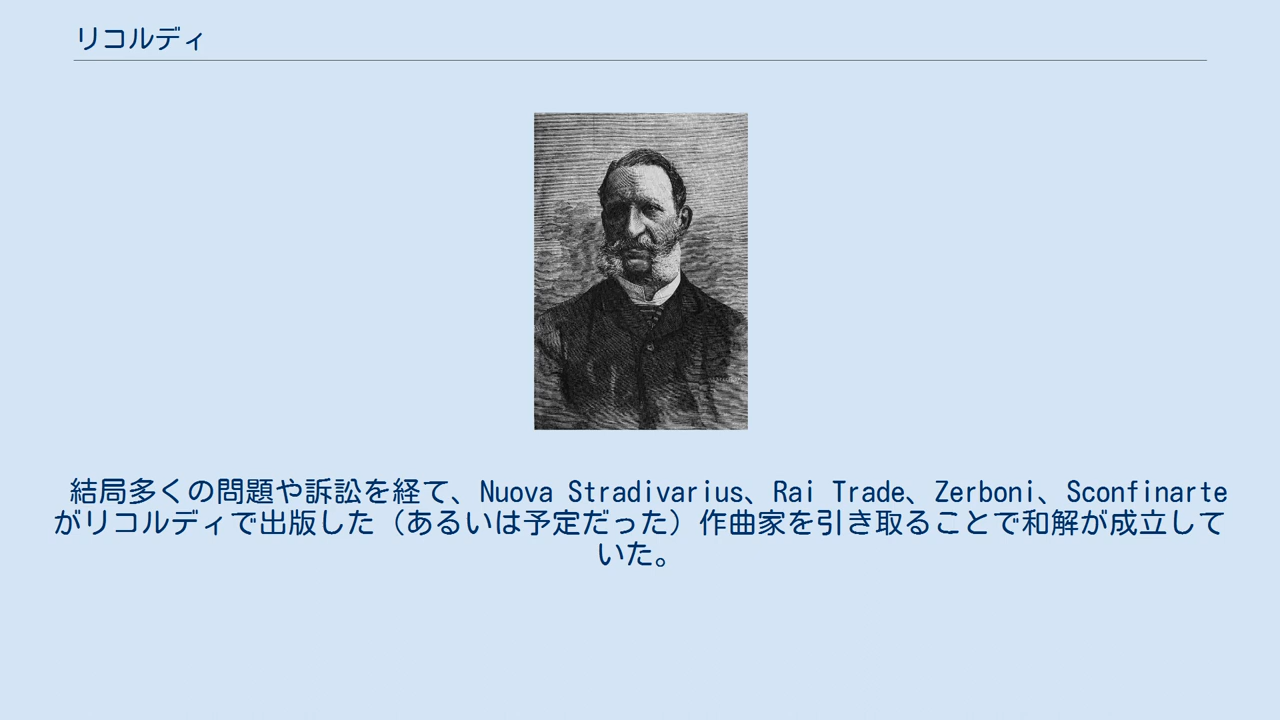 リコルディ
結局多くの問題や訴訟を経て、Nuova Stradivarius、Rai Trade、Zerboni、Sconfinarte
がリコルディで出版した（あるいは予定だった）作曲家を引き取ることで和解が成立して
いた。